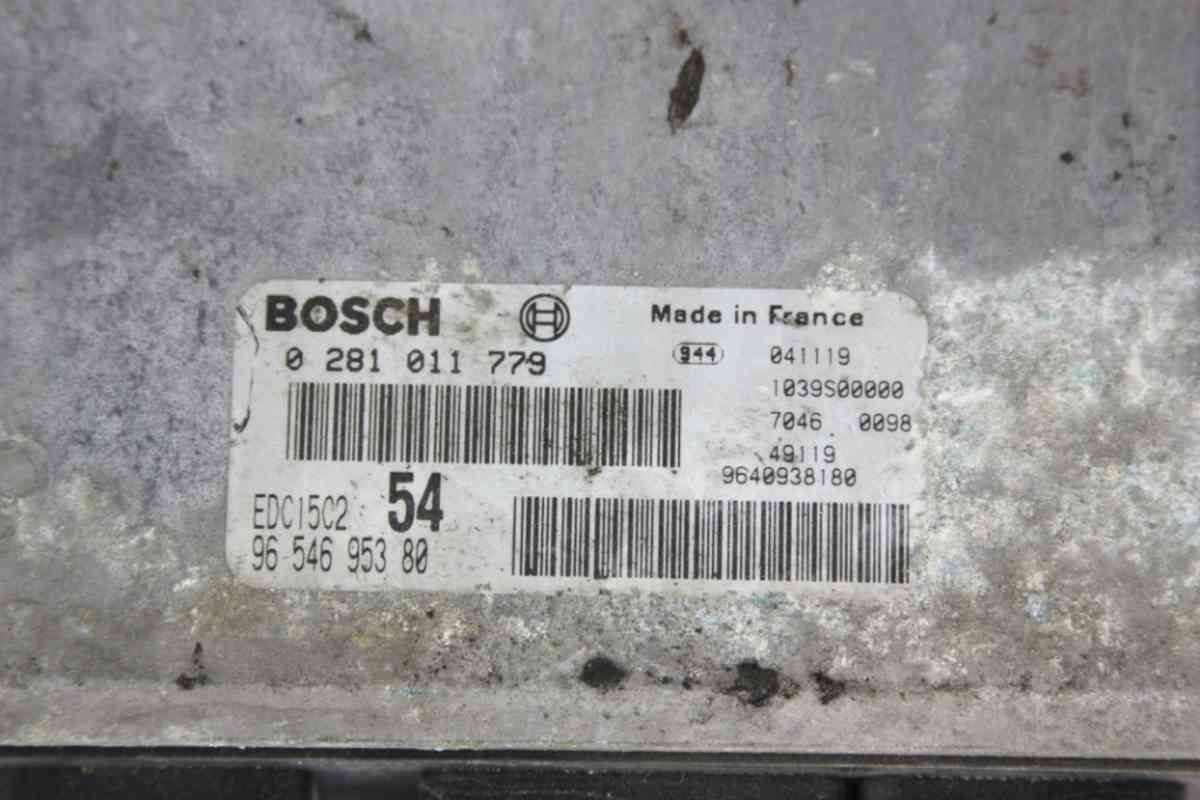 BOSCH
Made in France
0 281 011 779
944 041119
1039S00000
7046 0098
49119
9640938180
EDC15C2 54
96 546 953 80